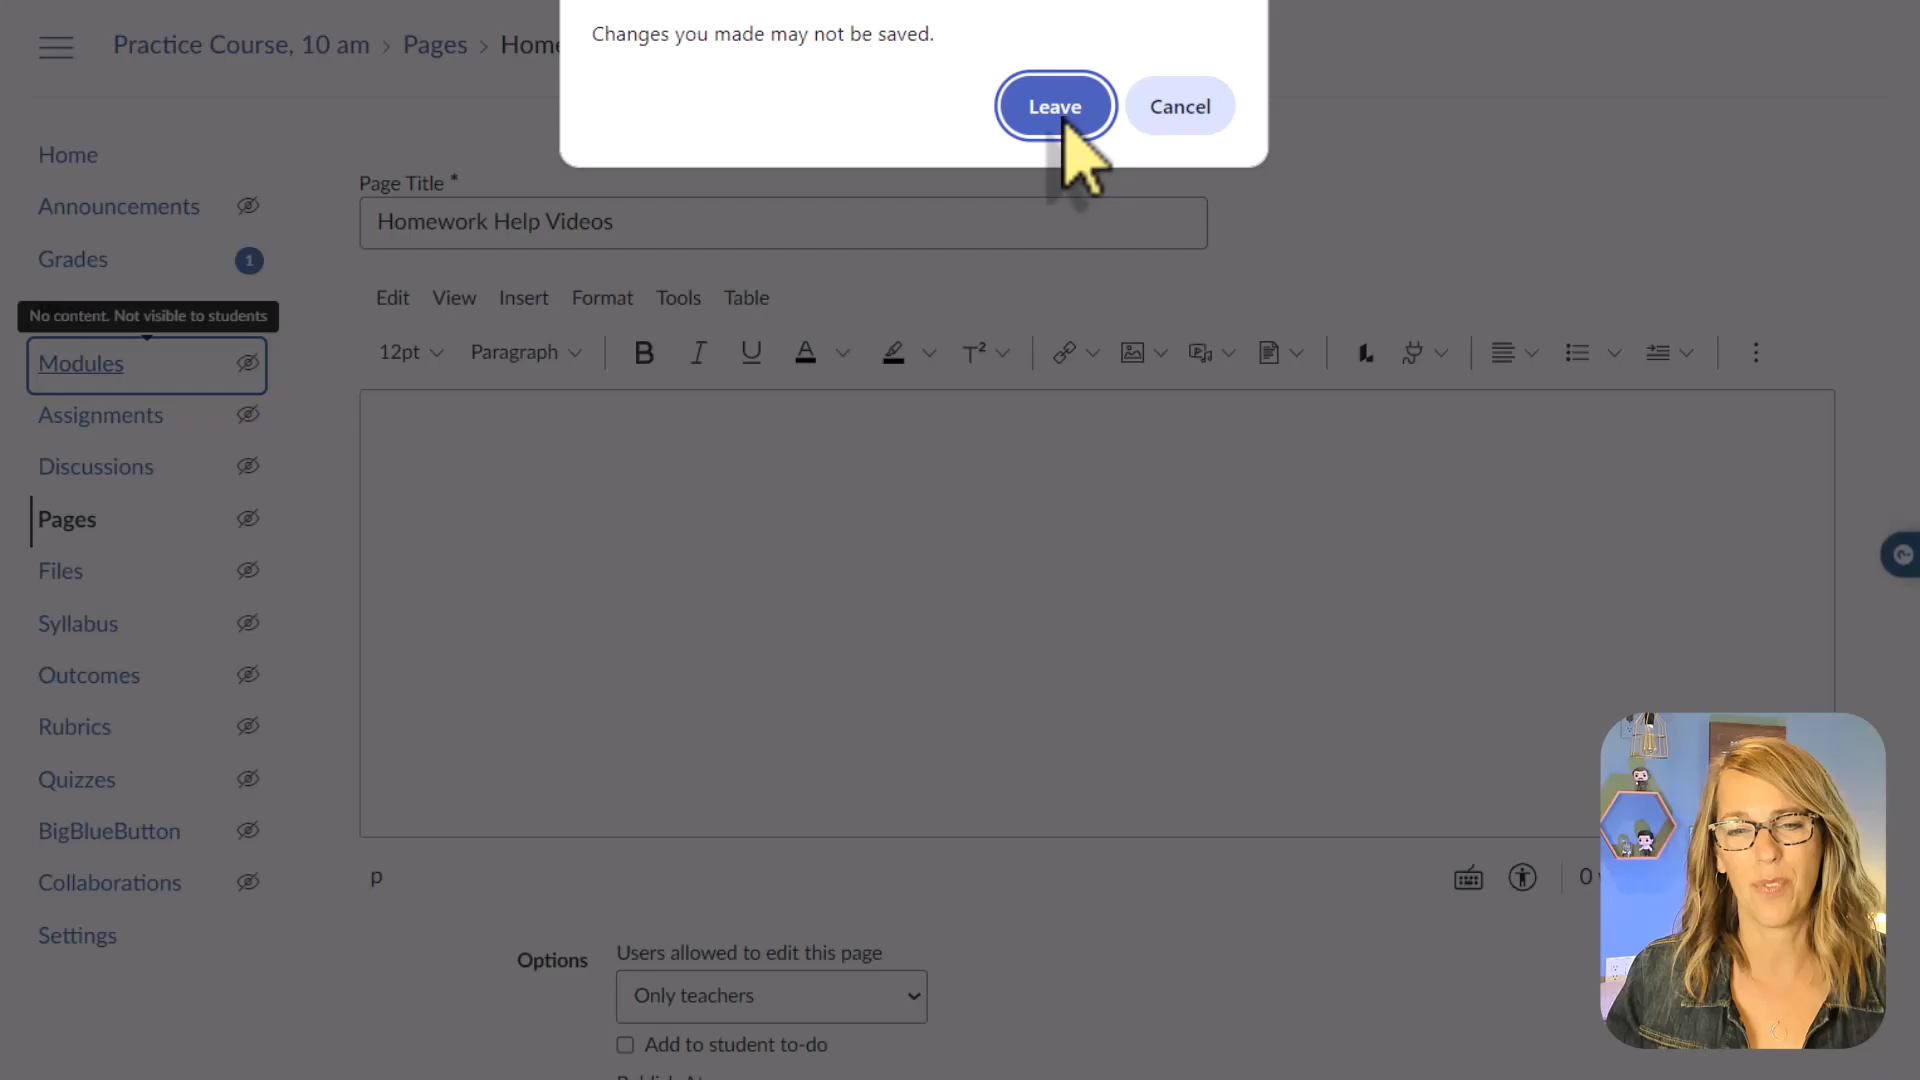 Changes you made may not be saved.
Leave
Cancel
Practice Course, 10 am › Pages ›
Home
Announcements
Grades
1
No content. Not visible to students
Modules
Assignments
Discussions
Pages
Files
Syllabus
Outcomes
Rubrics
Quizzes
BigBlueButton
Collaborations
Settings
Page Title *
Homework Help Videos
Edit View Insert Format Tools Table
12pt Paragraph B I U A T²
p
0
Options
Users allowed to edit this page
Only teachers
Add to student to-do